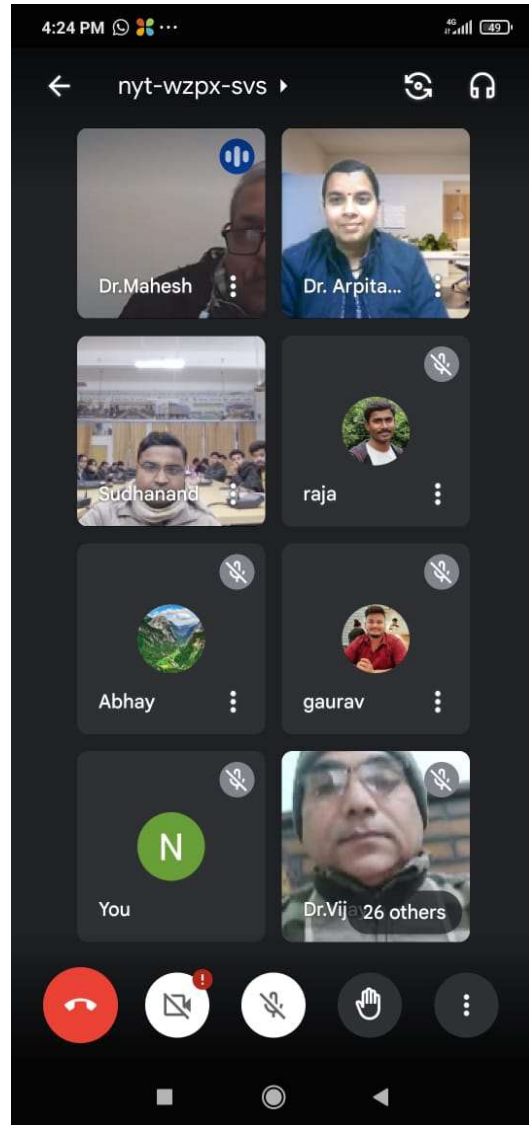 4:24 PM
4G
49
nyt-wzpx-svs
Dr.Mahesh
Dr. Arpita...
Sudhanand
raja
Abhay
gaurav
N
You
Dr.Vij
26 others